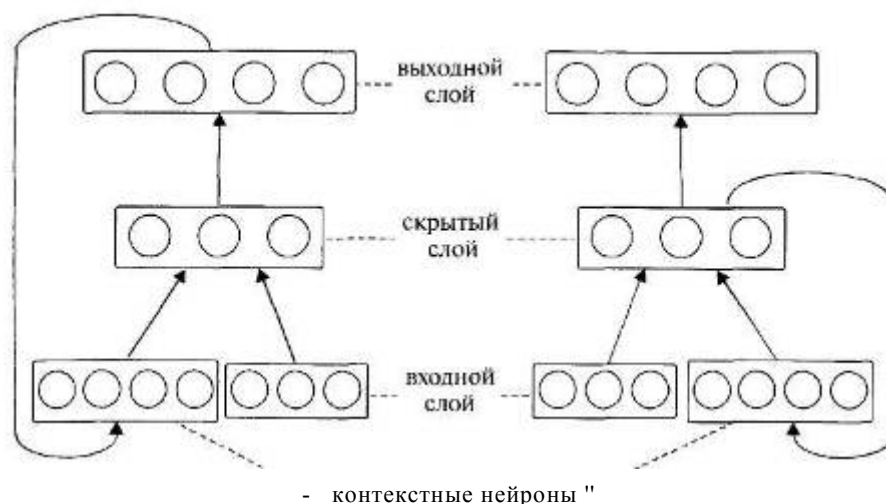 выходной
слой
скрытый
слой
входной
слой
- контекстные нейроны "